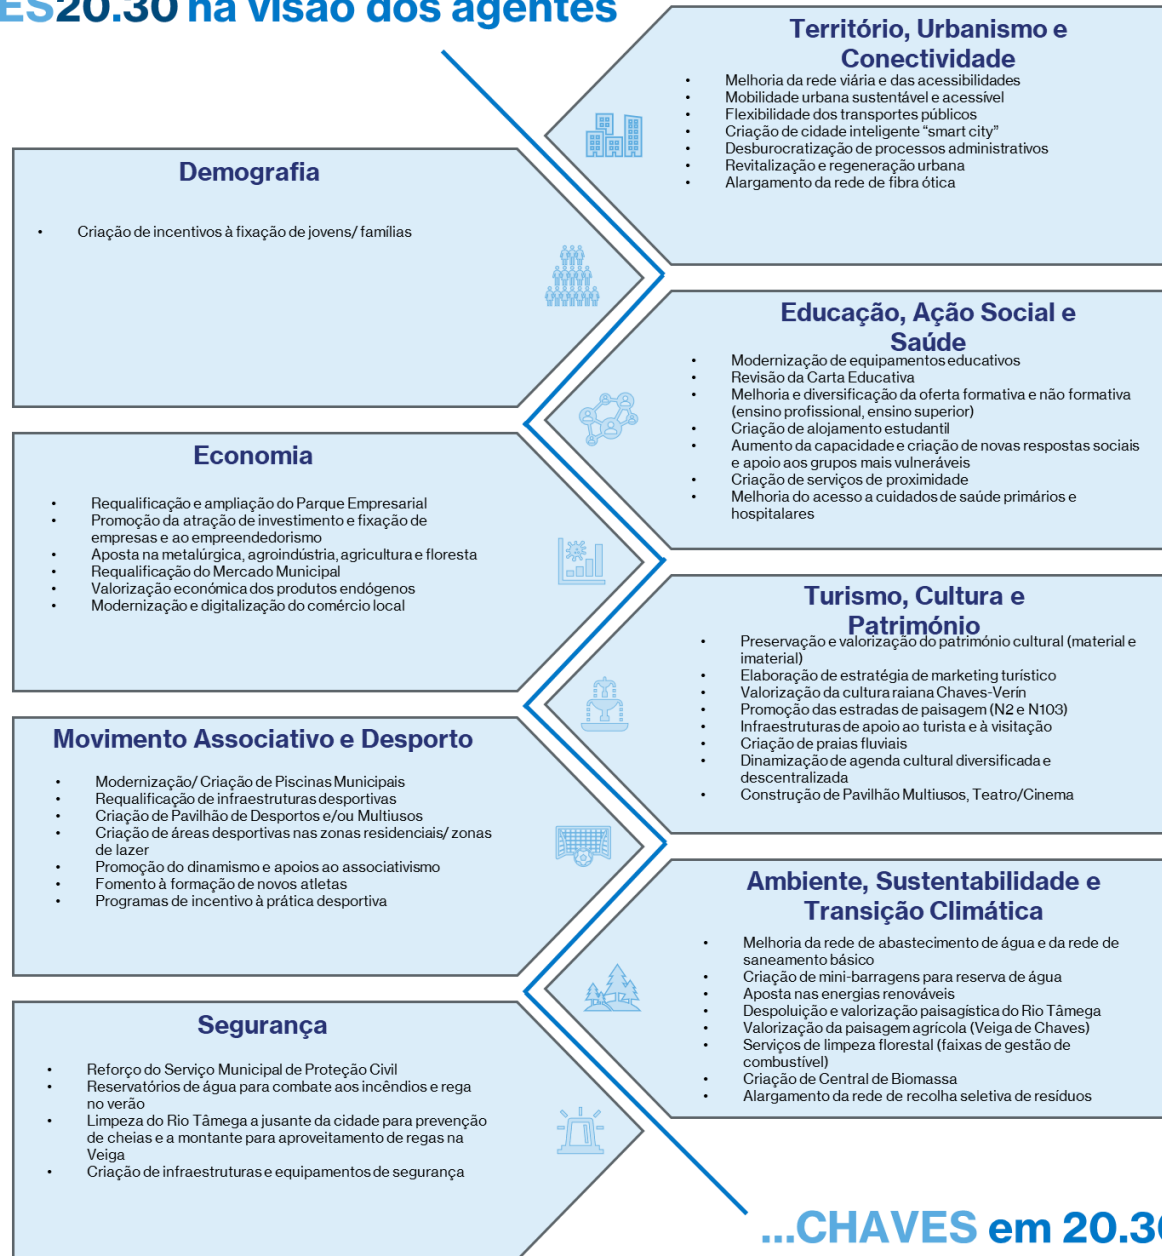 ES20.30 na visão dos agentes
Território, Urbanismo e
Conectividade
• Melhoria da rede viária e das acessibilidades
• Mobilidade urbana sustentável e acessível
• Flexibilidade dos transportes públicos
• Criação de cidade inteligente “smart city”
• Desburocratização de processos administrativos
• Revitalização e regeneração urbana
• Alargamento da rede de fibra ótica
Demografia
• Criação de incentivos à fixação de jovens/ famílias
Educação, Ação Social e
Saúde
• Modernização de equipamentos educativos
• Revisão da Carta Educativa
• Melhoria e diversificação da oferta formativa e não formativa
(ensino profissional, ensino superior)
• Criação de alojamento estudantil
• Aumento da capacidade e criação de novas respostas sociais
e apoio aos grupos mais vulneráveis
• Criação de serviços de proximidade
• Melhoria do acesso a cuidados de saúde primários e
hospitalares
Economia
• Requalificação e ampliação do Parque Empresarial
• Promoção da atração de investimento e fixação de
empresas e ao empreendedorismo
• Aposta na metalúrgica, agroindústria, agricultura e floresta
• Requalificação do Mercado Municipal
• Valorização económica dos produtos endógenos
• Modernização e digitalização do comércio local
Turismo, Cultura e
Património
• Preservação e valorização do património cultural (material e
imaterial)
• Elaboração de estratégia de marketing turístico
• Valorização da cultura raiana Chaves-Verín
• Promoção das estradas de paisagem (N2 e N103)
• Infraestruturas de apoio ao turista e à visitação
• Criação de praias fluviais
• Dinamização de agenda cultural diversificada e
descentralizada
• Construção de Pavilhão Multiusos, Teatro/Cinema
Movimento Associativo e Desporto
• Modernização/ Criação de Piscinas Municipais
• Requalificação de infraestruturas desportivas
• Criação de Pavilhão de Desportos e/ou Multiusos
• Criação de áreas desportivas nas zonas residenciais/ zonas
de lazer
• Promoção do dinamismo e apoios ao associativismo
• Fomento à formação de novos atletas
• Programas de incentivo à prática desportiva
Ambiente, Sustentabilidade e
Transição Climática
• Melhoria da rede de abastecimento de água e da rede de
saneamento básico
• Criação de mini-barragens para reserva de água
• Aposta nas energias renováveis
• Despoluição e valorização paisagística do Rio Tâmega
• Valorização da paisagem agrícola (Veiga de Chaves)
• Serviços de limpeza florestal (faixas de gestão de
combustível)
• Criação de Central de Biomassa
• Alargamento da rede de recolha seletiva de resíduos
Segurança
• Reforço do Serviço Municipal de Proteção Civil
• Reservatórios de água para combate aos incêndios e rega
no verão
• Limpeza do Rio Tâmega a jusante da cidade para prevenção
de cheias e a montante para aproveitamento de regas na
Veiga
• Criação de infraestruturas e equipamentos de segurança
...CHAVES em 20.30